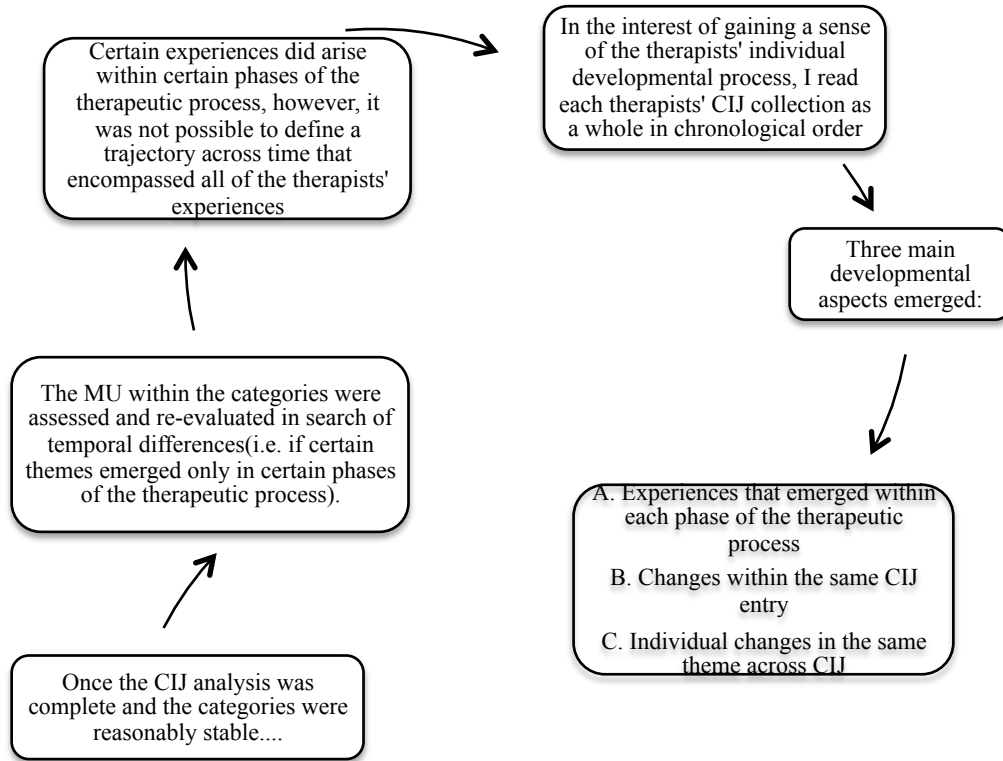 Once the CIJ analysis was
complete and the categories were
reasonably stable....
The MU within the categories were
assessed and re-evaluated in search of
temporal differences(i.e. if certain
themes emerged only in certain phases
of the therapeutic process).
Certain experiences did arise
within certain phases of the
therapeutic process, however, it
was not possible to define a
trajectory across time that
encompassed all of the therapists'
experiences
In the interest of gaining a sense
of the therapists' individual
developmental process, I read
each therapists' CIJ collection as
a whole in chronological order
Three main
developmental
aspects emerged:
A. Experiences that emerged within
each phase of the therapeutic
process
B. Changes within the same CIJ
entry
C. Individual changes in the same
theme across CIJ